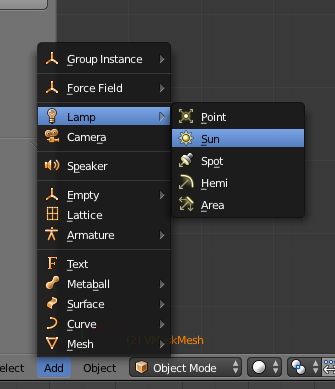 Group Instance
Force Field
Lamp
Camera
Speaker
Empty
Lattice
Armature
Text
Metaball
Surface
Curve
Mesh
Point
Sun
Spot
Hemi
Area
Add
Object
Object Mode